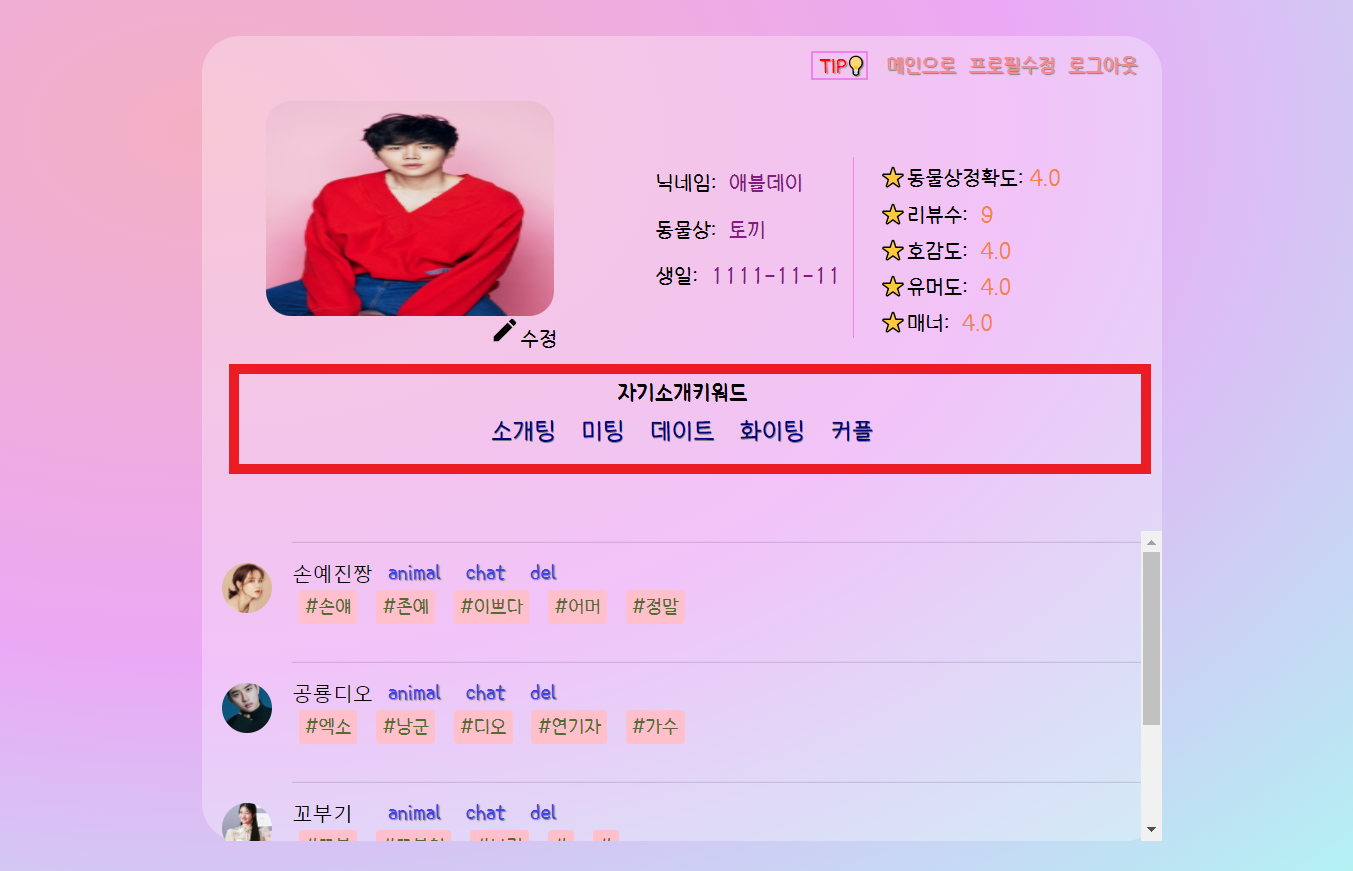 TIP 메인으로 프로필수정 로그아웃
닉네임: 애블데이
동물상: 토끼
생일: 1111-11-11
동물상정확도: 4.0
리뷰수: 9
호감도: 4.0
유머도: 4.0
매너: 4.0
수정
자기소개키워드
소개팅 미팅 데이트 화이팅 커플
손예진짱 animal chat del
#손얘 #존예 #이쁘다 #어머 #정말
공룡디오 animal chat del
#엑소 #낭군 #디오 #연기자 #가수
꼬부기 animal chat del